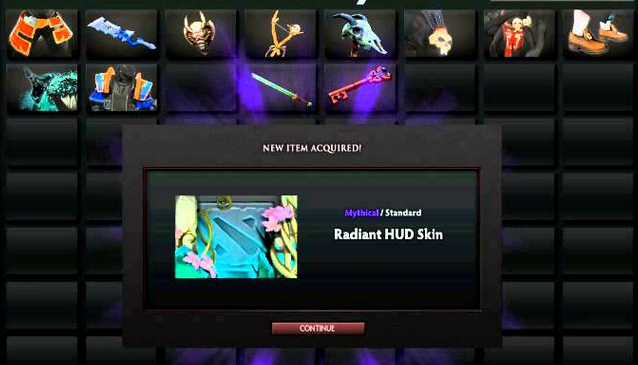 NEW ITEM ACQUIRED!
Mythical / Standard
Radiant HUD Skin
CONTINUE